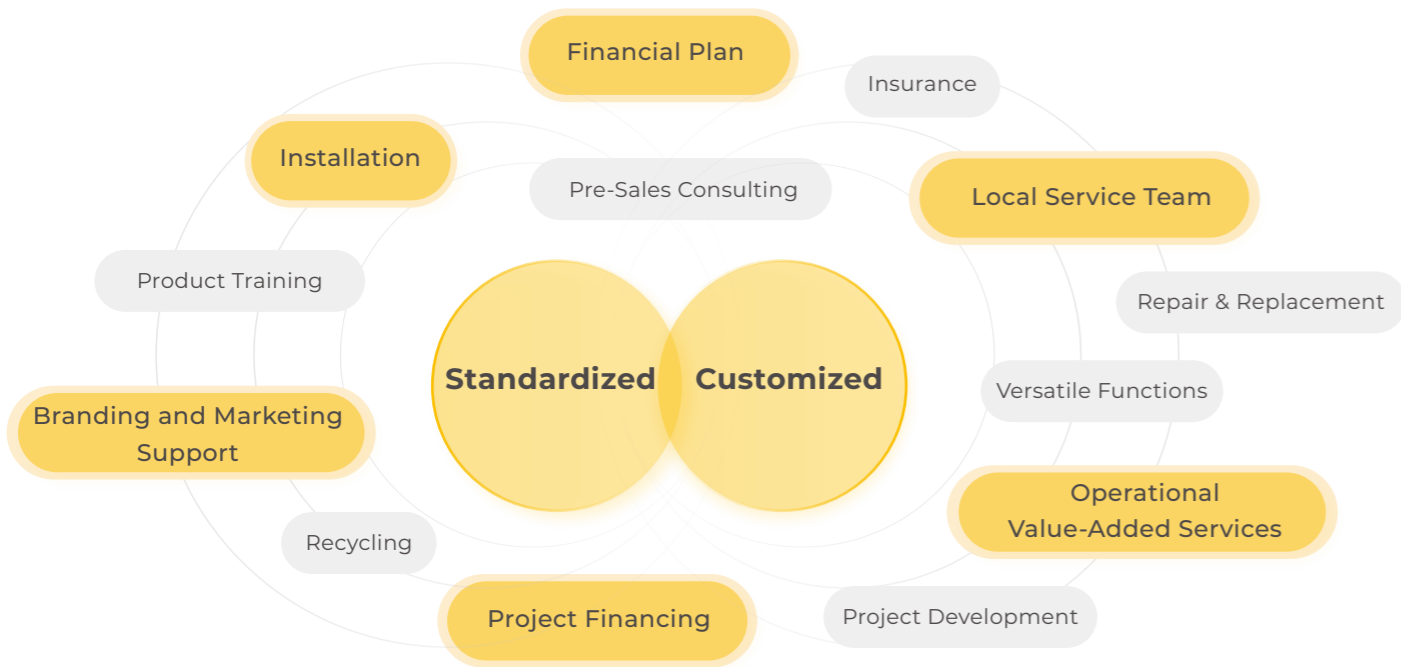 Financial Plan
Insurance
Installation
Pre-Sales Consulting
Local Service Team
Product Training
Repair & Replacement
Standardized
Customized
Versatile Functions
Branding and Marketing
Support
Operational
Value-Added Services
Recycling
Project Financing
Project Development